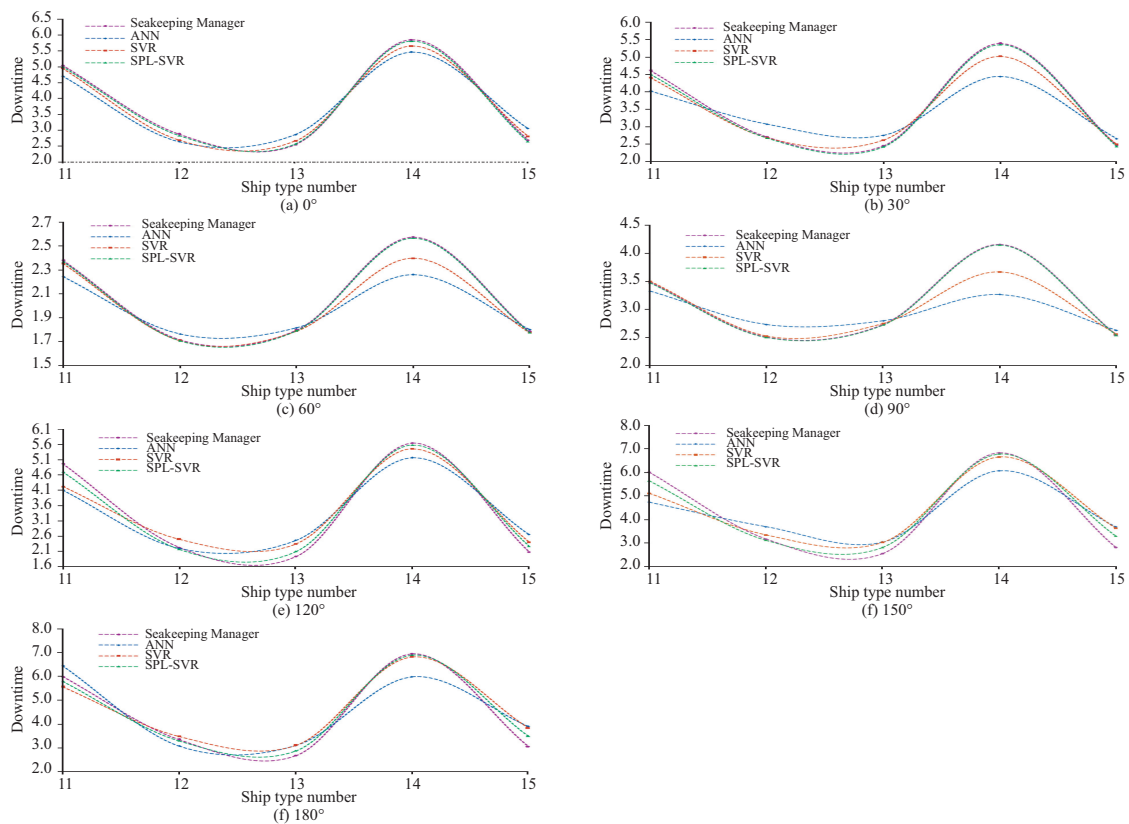 6.5
6.0
5.5
5.0
4.5
4.0
3.5
3.0
2.5
2.0
Downtime
Seakeeping Manager
ANN
SVR
SPL-SVR
11 12 13 14 15
Ship type number
(a) 0°
6.0
5.5
5.0
4.5
4.0
3.5
3.0
2.5
2.0
Downtime
Seakeeping Manager
ANN
SVR
SPL-SVR
11 12 13 14 15
Ship type number
(b) 30°
2.7
2.5
2.3
2.1
1.9
1.7
1.5
Downtime
Seakeeping Manager
ANN
SVR
SPL-SVR
11 12 13 14 15
Ship type number
(c) 60°
4.5
4.0
3.5
3.0
2.5
2.0
Downtime
Seakeeping Manager
ANN
SVR
SPL-SVR
11 12 13 14 15
Ship type number
(d) 90°
6.1
5.6
5.1
4.6
4.1
3.6
3.1
2.6
2.1
1.6
Downtime
Seakeeping Manager
ANN
SVR
SPL-SVR
11 12 13 14 15
Ship type number
(e) 120°
8.0
7.0
6.0
5.0
4.0
3.0
2.0
Downtime
Seakeeping Manager
ANN
SVR
SPL-SVR
11 12 13 14 15
Ship type number
(f) 150°
8.0
7.0
6.0
5.0
4.0
3.0
2.0
Downtime
Seakeeping Manager
ANN
SVR
SPL-SVR
11 12 13 14 15
Ship type number
(f) 180°